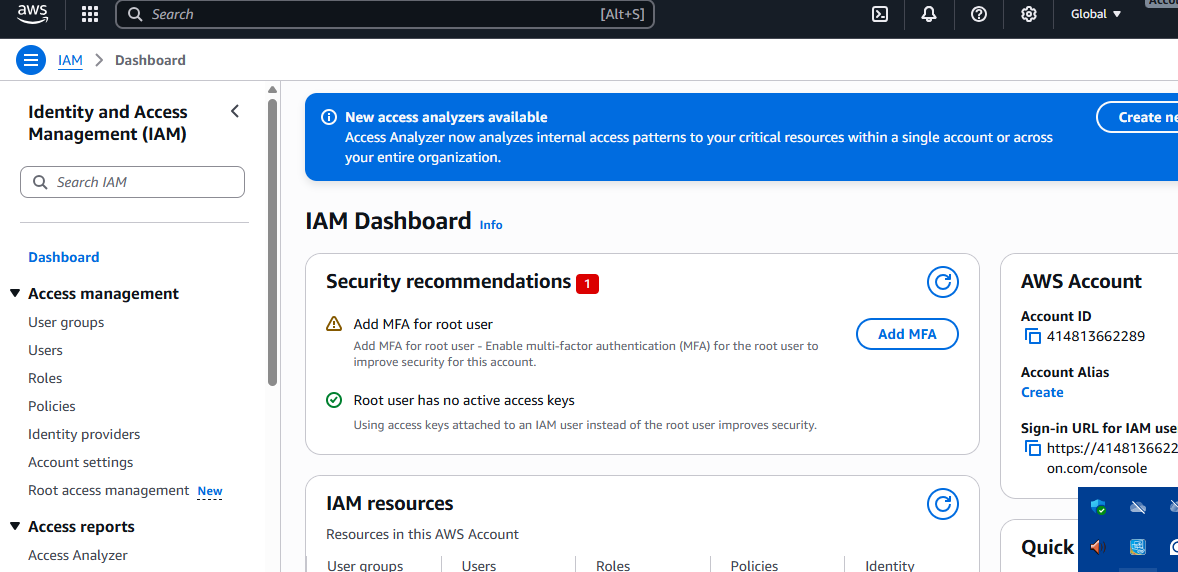 aws
Search
[Alt+S]
Global
IAM
Dashboard
Identity and Access
Management (IAM)
Search IAM
Dashboard
Access management
User groups
Users
Roles
Policies
Identity providers
Account settings
Root access management New
Access reports
Access Analyzer
New access analyzers available
Access Analyzer now analyzes internal access patterns to your critical resources within a single account or across
your entire organization.
Create
IAM Dashboard Info
Security recommendations 1
Add MFA for root user
Add MFA for root user - Enable multi-factor authentication (MFA) for the root user to
improve security for this account.
Add MFA
Root user has no active access keys
Using access keys attached to an IAM user instead of the root user improves security.
IAM resources
Resources in this AWS Account
User groups
Users
Roles
Policies
Identity
AWS Account
Account ID
414813662289
Account Alias
Create
Sign-in URL for IAM use
https://4148136622
on.com/console
Quick